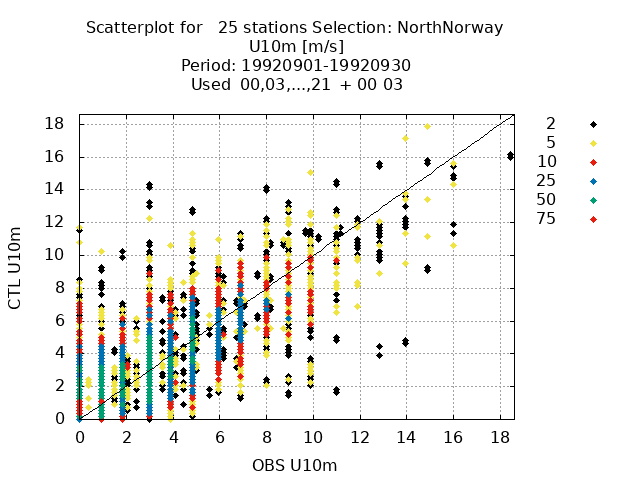 Scatterplot for   25 stations Selection: NorthNorway
U10m [m/s]
Period: 19920901-19920930
Used  00,03,...,21  + 00 03
18
16
14
12
10
8
6
4
2
0
CTL U10m
0 2 4 6 8 10 12 14 16 18
OBS U10m
2
5
10
25
50
75